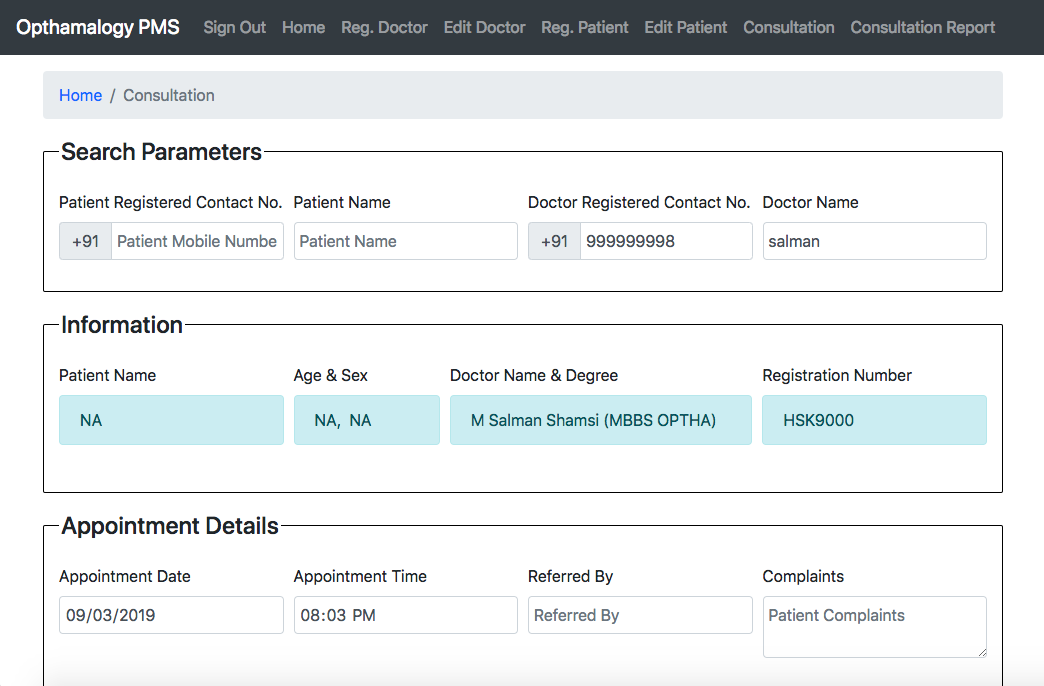 Opthamalogy PMS Sign Out Home Reg. Doctor Edit Doctor Reg. Patient Edit Patient Consultation Consultation Report
Home / Consultation
Search Parameters
Patient Registered Contact No. Patient Name Doctor Registered Contact No. Doctor Name
+91 Patient Mobile Numbe Patient Name +91 999999998 salman
Information
Patient Name Age & Sex Doctor Name & Degree Registration Number
NA NA, NA M Salman Shamsi (MBBS OPTHA) HSK9000
Appointment Details
Appointment Date Appointment Time Referred By Complaints
09/03/2019 08:03 PM Referred By Patient Complaints